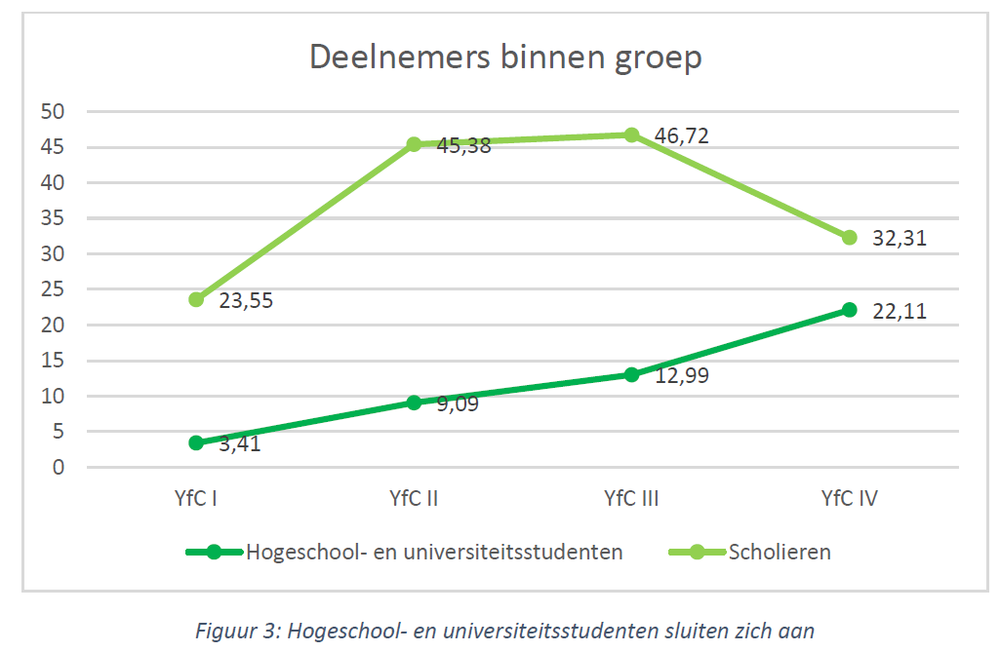 Deelnemers binnen groep
50
45
40
35
30
25
20
15
10
5
0
23,55
45,38
46,72
32,31
3,41
9,09
12,99
22,11
YfC I
YfC II
YfC III
YfC IV
Hogeschool- en universiteitsstudenten
Scholieren
Figuur 3: Hogeschool- en universiteitsstudenten sluiten zich aan